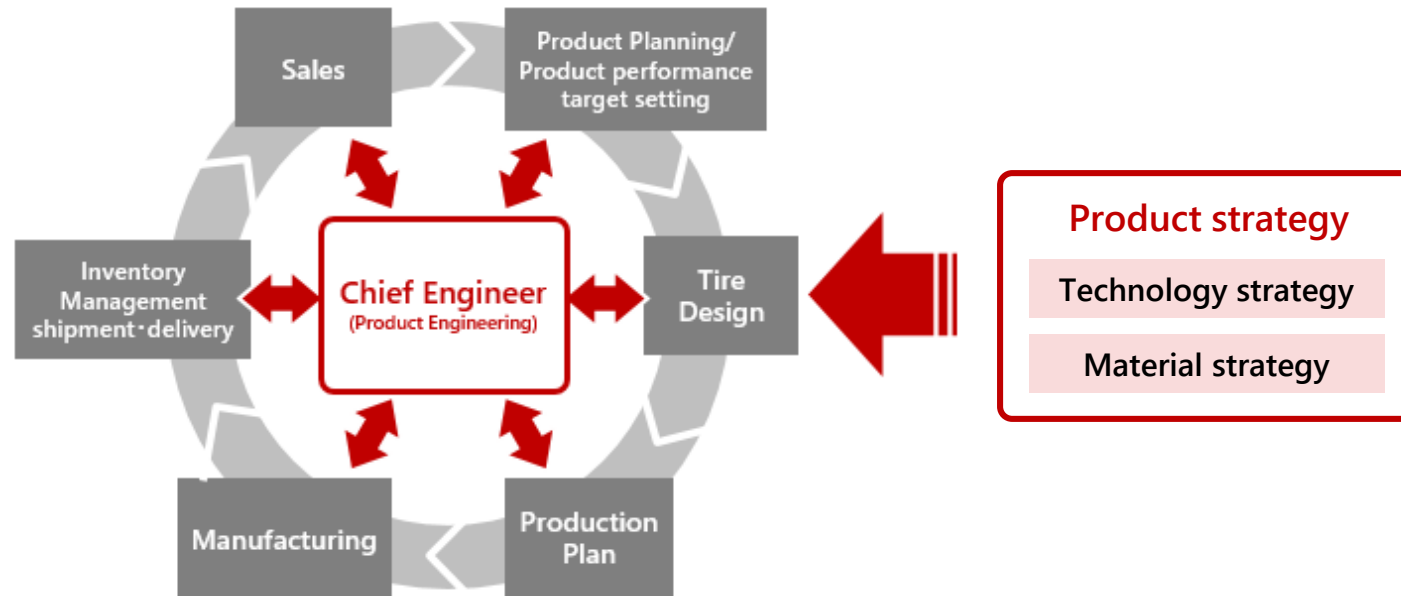 Sales
Product Planning/
Product performance
target setting
Inventory
Management
shipment・delivery
Chief Engineer
(Product Engineering)
Tire
Design
Manufacturing
Production
Plan
Product strategy
Technology strategy
Material strategy